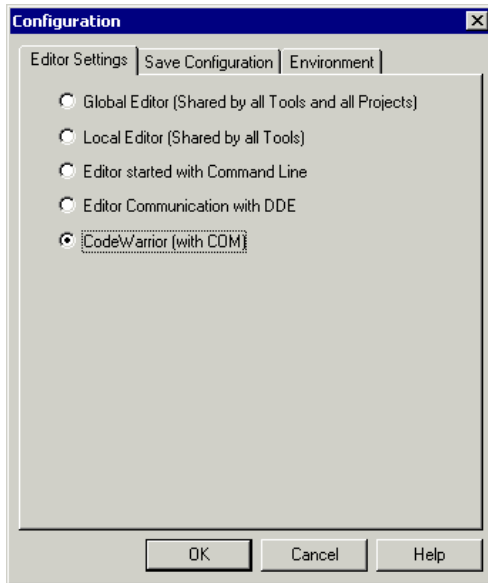 Configuration
Editor Settings Save Configuration Environment
Global Editor (Shared by all Tools and all Projects)
Local Editor (Shared by all Tools)
Editor started with Command Line
Editor Communication with DDE
CodeWarrior (with COM)
OK Cancel Help